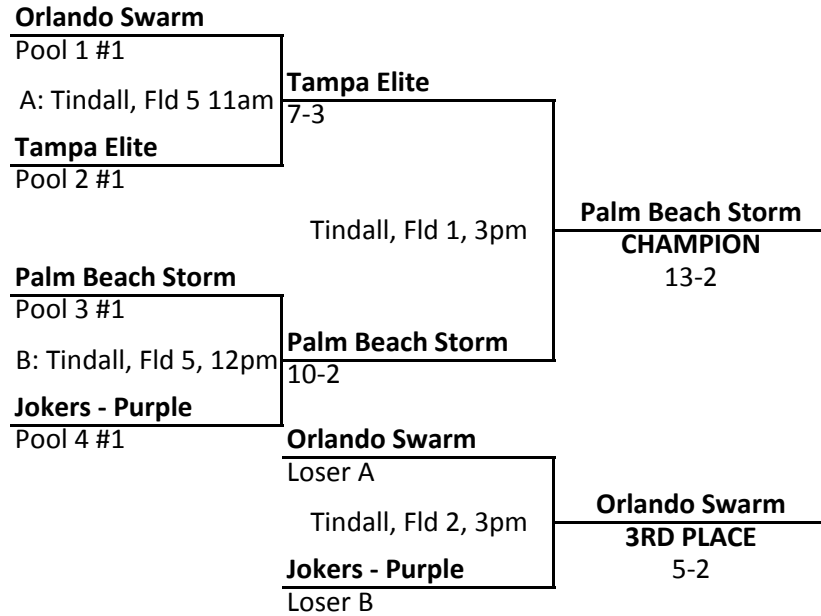 Orlando Swarm
Pool 1 #1
A: Tindall, Fld 5 11am
Tampa Elite
Pool 2 #1
Tampa Elite
7-3
Tindall, Fld 1, 3pm
Palm Beach Storm
CHAMPION
13-2
Palm Beach Storm
Pool 3 #1
B: Tindall, Fld 5, 12pm
Jokers - Purple
Pool 4 #1
Palm Beach Storm
10-2
Orlando Swarm
Loser A
Tindall, Fld 2, 3pm
Jokers - Purple
Loser B
Orlando Swarm
3RD PLACE
5-2